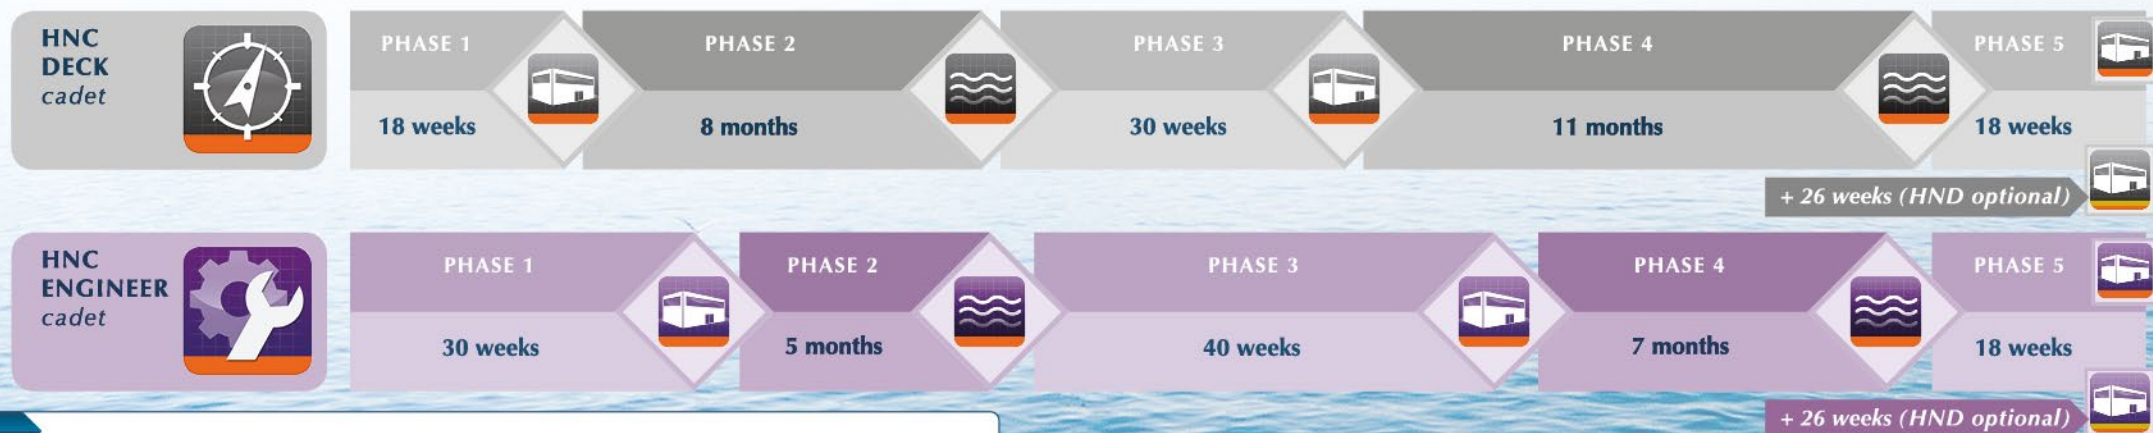 HNC
DECK
cadet
PHASE 1
PHASE 2
PHASE 3
PHASE 4
PHASE 5
18 weeks
8 months
30 weeks
11 months
18 weeks
+ 26 weeks (HND optional)
HNC
ENGINEER
cadet
PHASE 1
PHASE 2
PHASE 3
PHASE 4
PHASE 5
30 weeks
5 months
40 weeks
7 months
18 weeks
+ 26 weeks (HND optional)